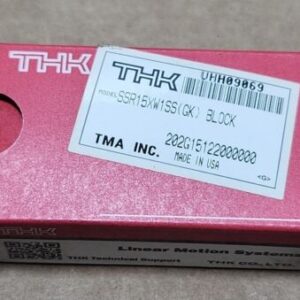 THK
THK
UHH09069
MODEL SSR15XW1SS(GK) BLOCK
TMA INC.
202G15122000000
MADE IN USA
<G>
THK
Linear Motion Systems
THK Technical Support
THK CO., LTD.